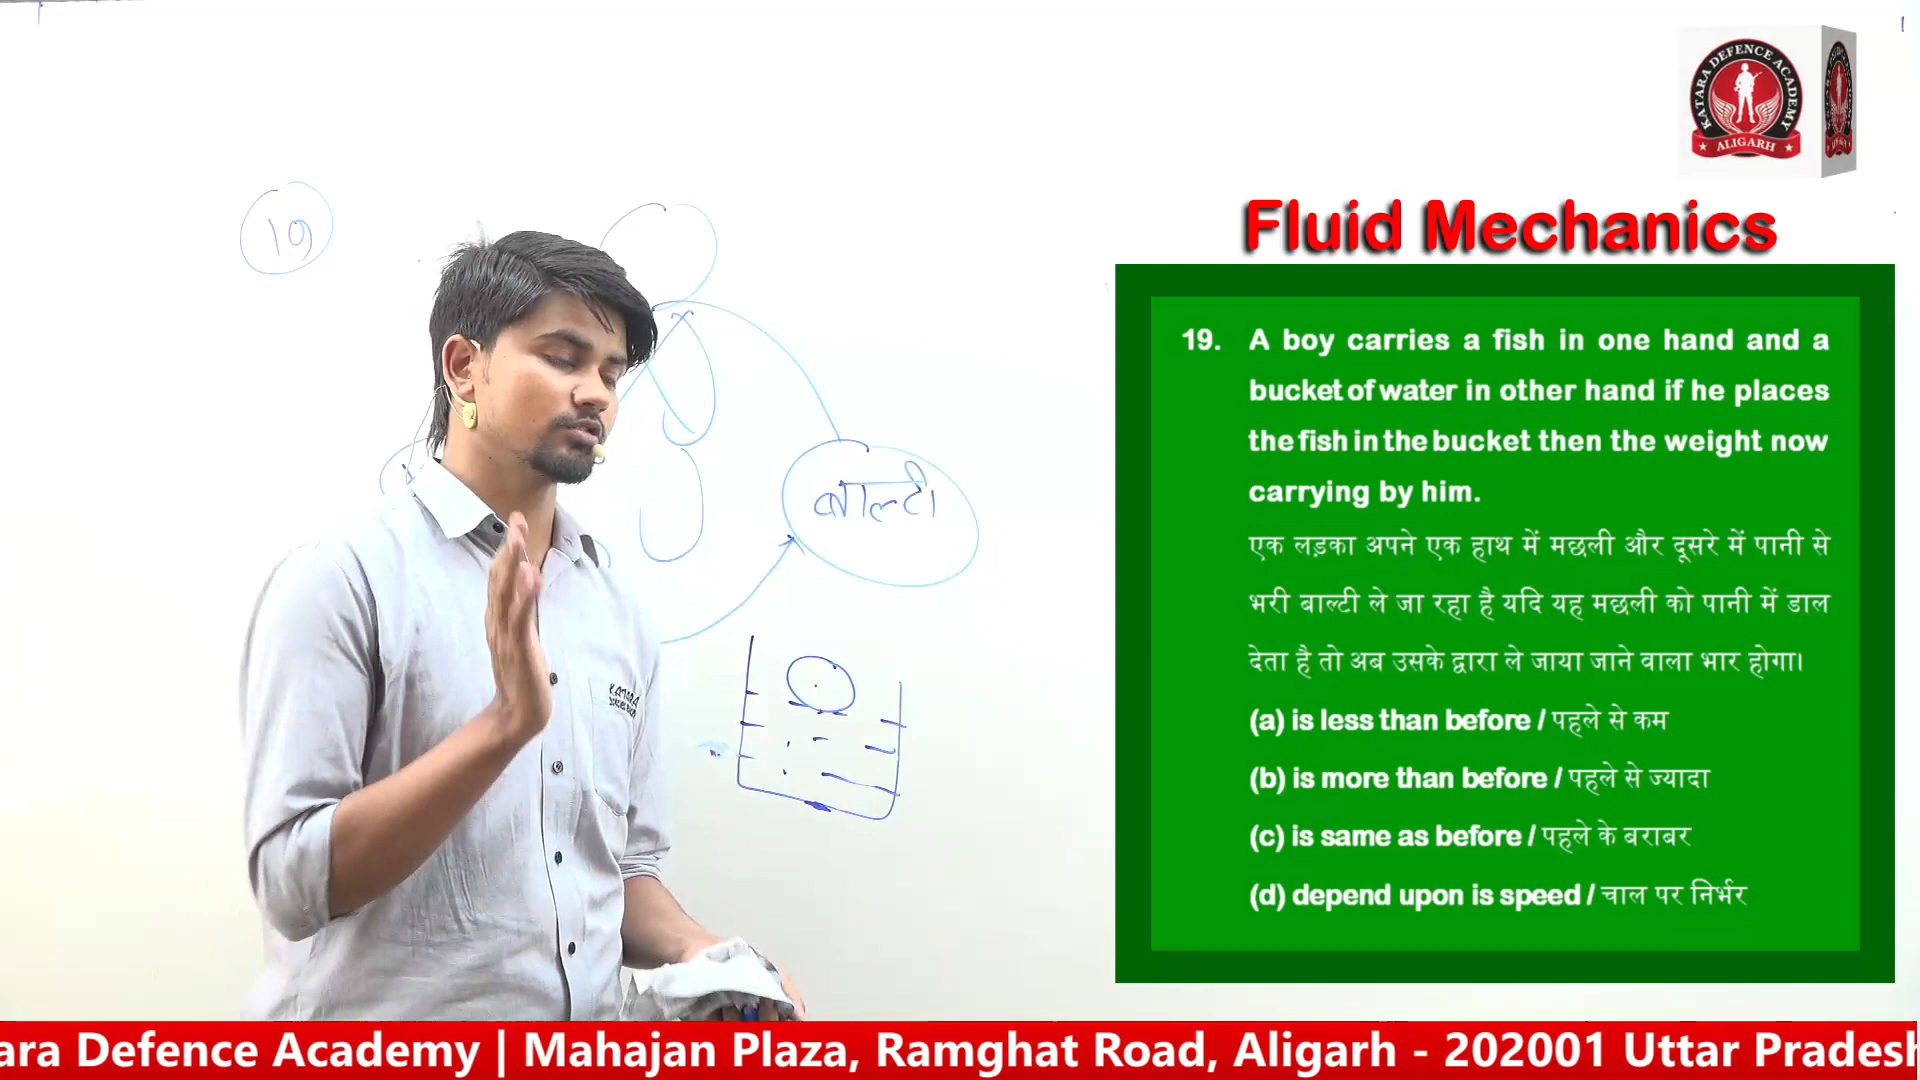 KATARA DEFENCE ACADEMY
ALIGARH
Fluid Mechanics
19
19. A boy carries a fish in one hand and a
bucket of water in other hand if he places
the fish in the bucket then the weight now
carrying by him.
एक लड़का अपने एक हाथ में मछली और दूसरे में पानी से
भरी बाल्टी ले जा रहा है यदि यह मछली को पानी में डाल
देता है तो अब उसके द्वारा ले जाया जाने वाला भार होगा।
(a) is less than before / पहले से कम
(b) is more than before / पहले से ज्यादा
(c) is same as before / पहले के बराबर
(d) depend upon is speed / चाल पर निर्भर
बाल्टी
KATARA
ara Defence Academy | Mahajan Plaza, Ramghat Road, Aligarh - 202001 Uttar Pradesh